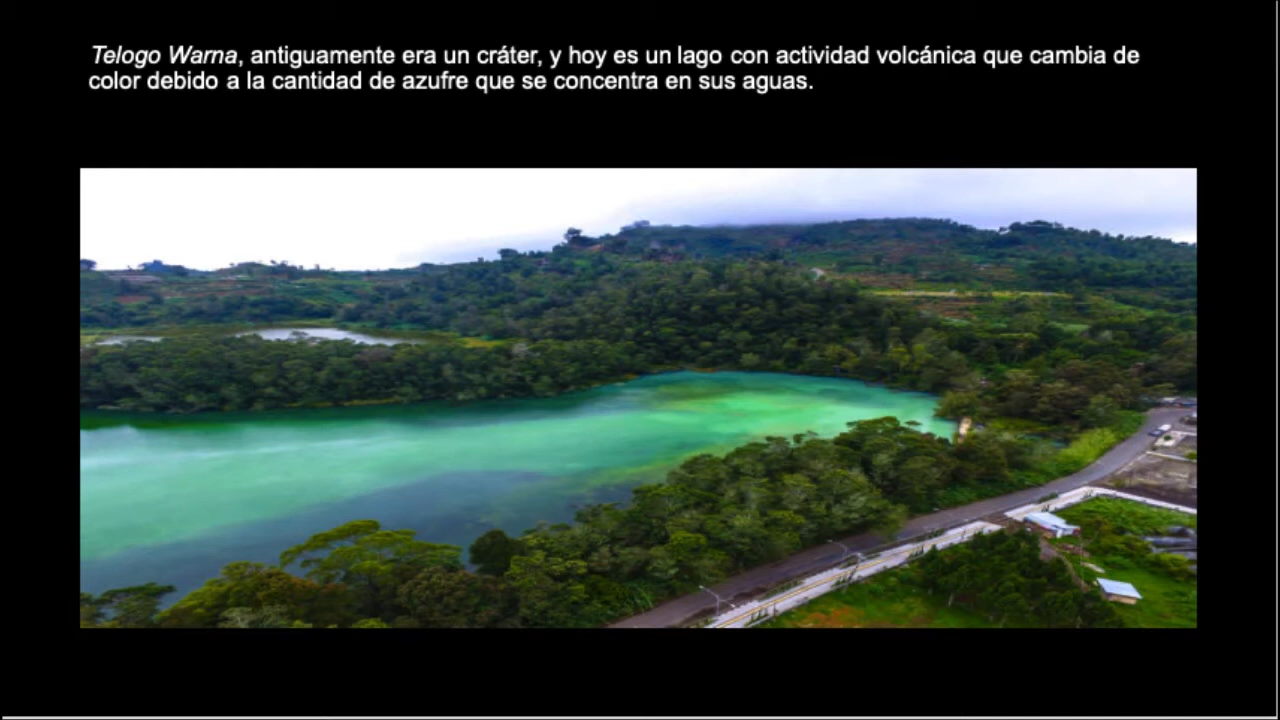 Telogo Warna, antiguamente era un cráter, y hoy es un lago con actividad volcánica que cambia de
color debido a la cantidad de azufre que se concentra en sus aguas.